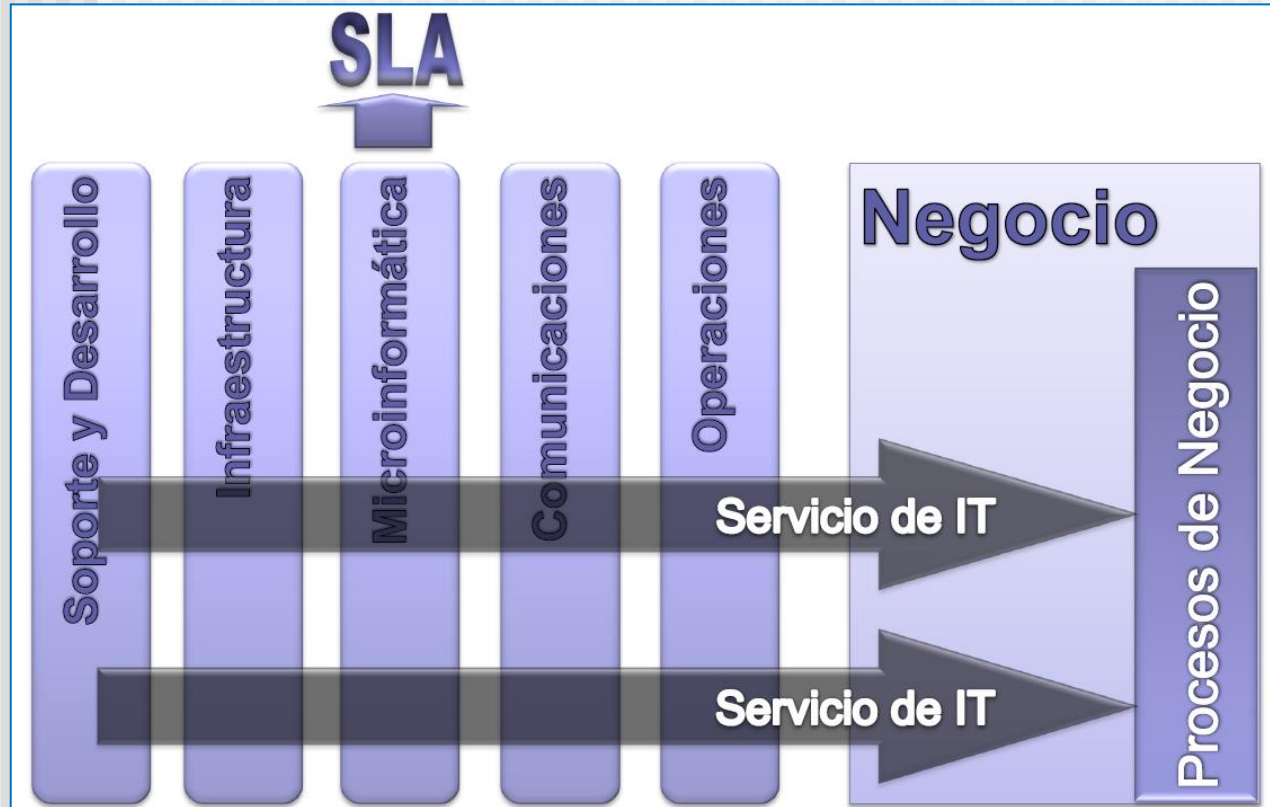 SLA
Soporte y Desarrollo
Infraestructura
Microinformática
Comunicaciones
Operaciones
Negocio
Servicio de IT
Servicio de IT
Procesos de Negocio